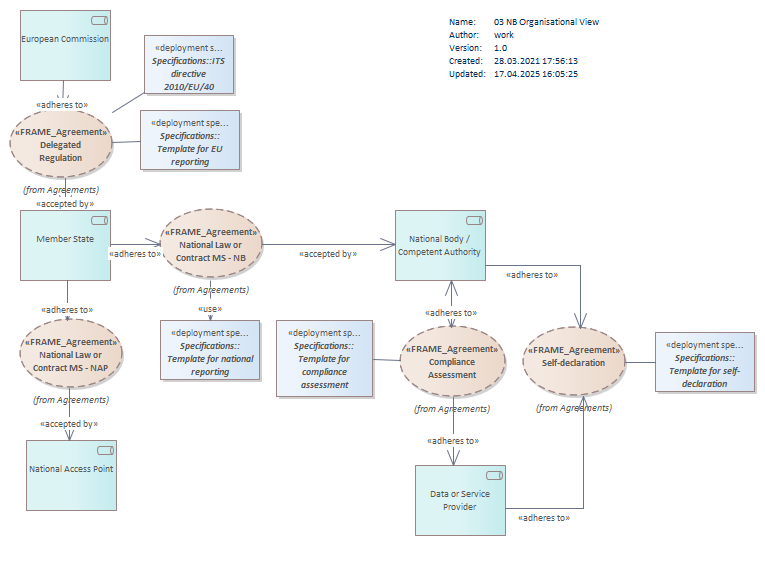 Name: 03 NB Organisational View
Author: work
Version: 1.0
Created: 28.03.2021 17:56:13
Updated: 17.04.2025 16:05:25
European Commission
«deployment s...
Specifications::ITS
directive
2010/EU/40
«adheres to»
«FRAME_Agreement»
Delegated
Regulation
«deployment spe...
Specifications::
Template for EU
reporting
(from Agreements)
«accepted by»
Member State
«adheres to»
«FRAME_Agreement»
National Law or
Contract MS - NB
«accepted by»
National Body /
Competent Authority
«adheres to»
(from Agreements)
«use»
«adheres to»
«adheres to»
«FRAME_Agreement»
National Law or
Contract MS - NAP
«deployment spe...
Specifications::
Template for national
reporting
«deployment sp...
Specifications::
Template for
compliance
assessment
«FRAME_Agreement»
Compliance
Assessment
«FRAME_Agreement»
Self-declaration
«deployment sp...
Specifications::
Template for self-
declaration
(from Agreements)
(from Agreements)
(from Agreements)
«accepted by»
«adheres to»
National Access Point
Data or Service
Provider
«adheres to»